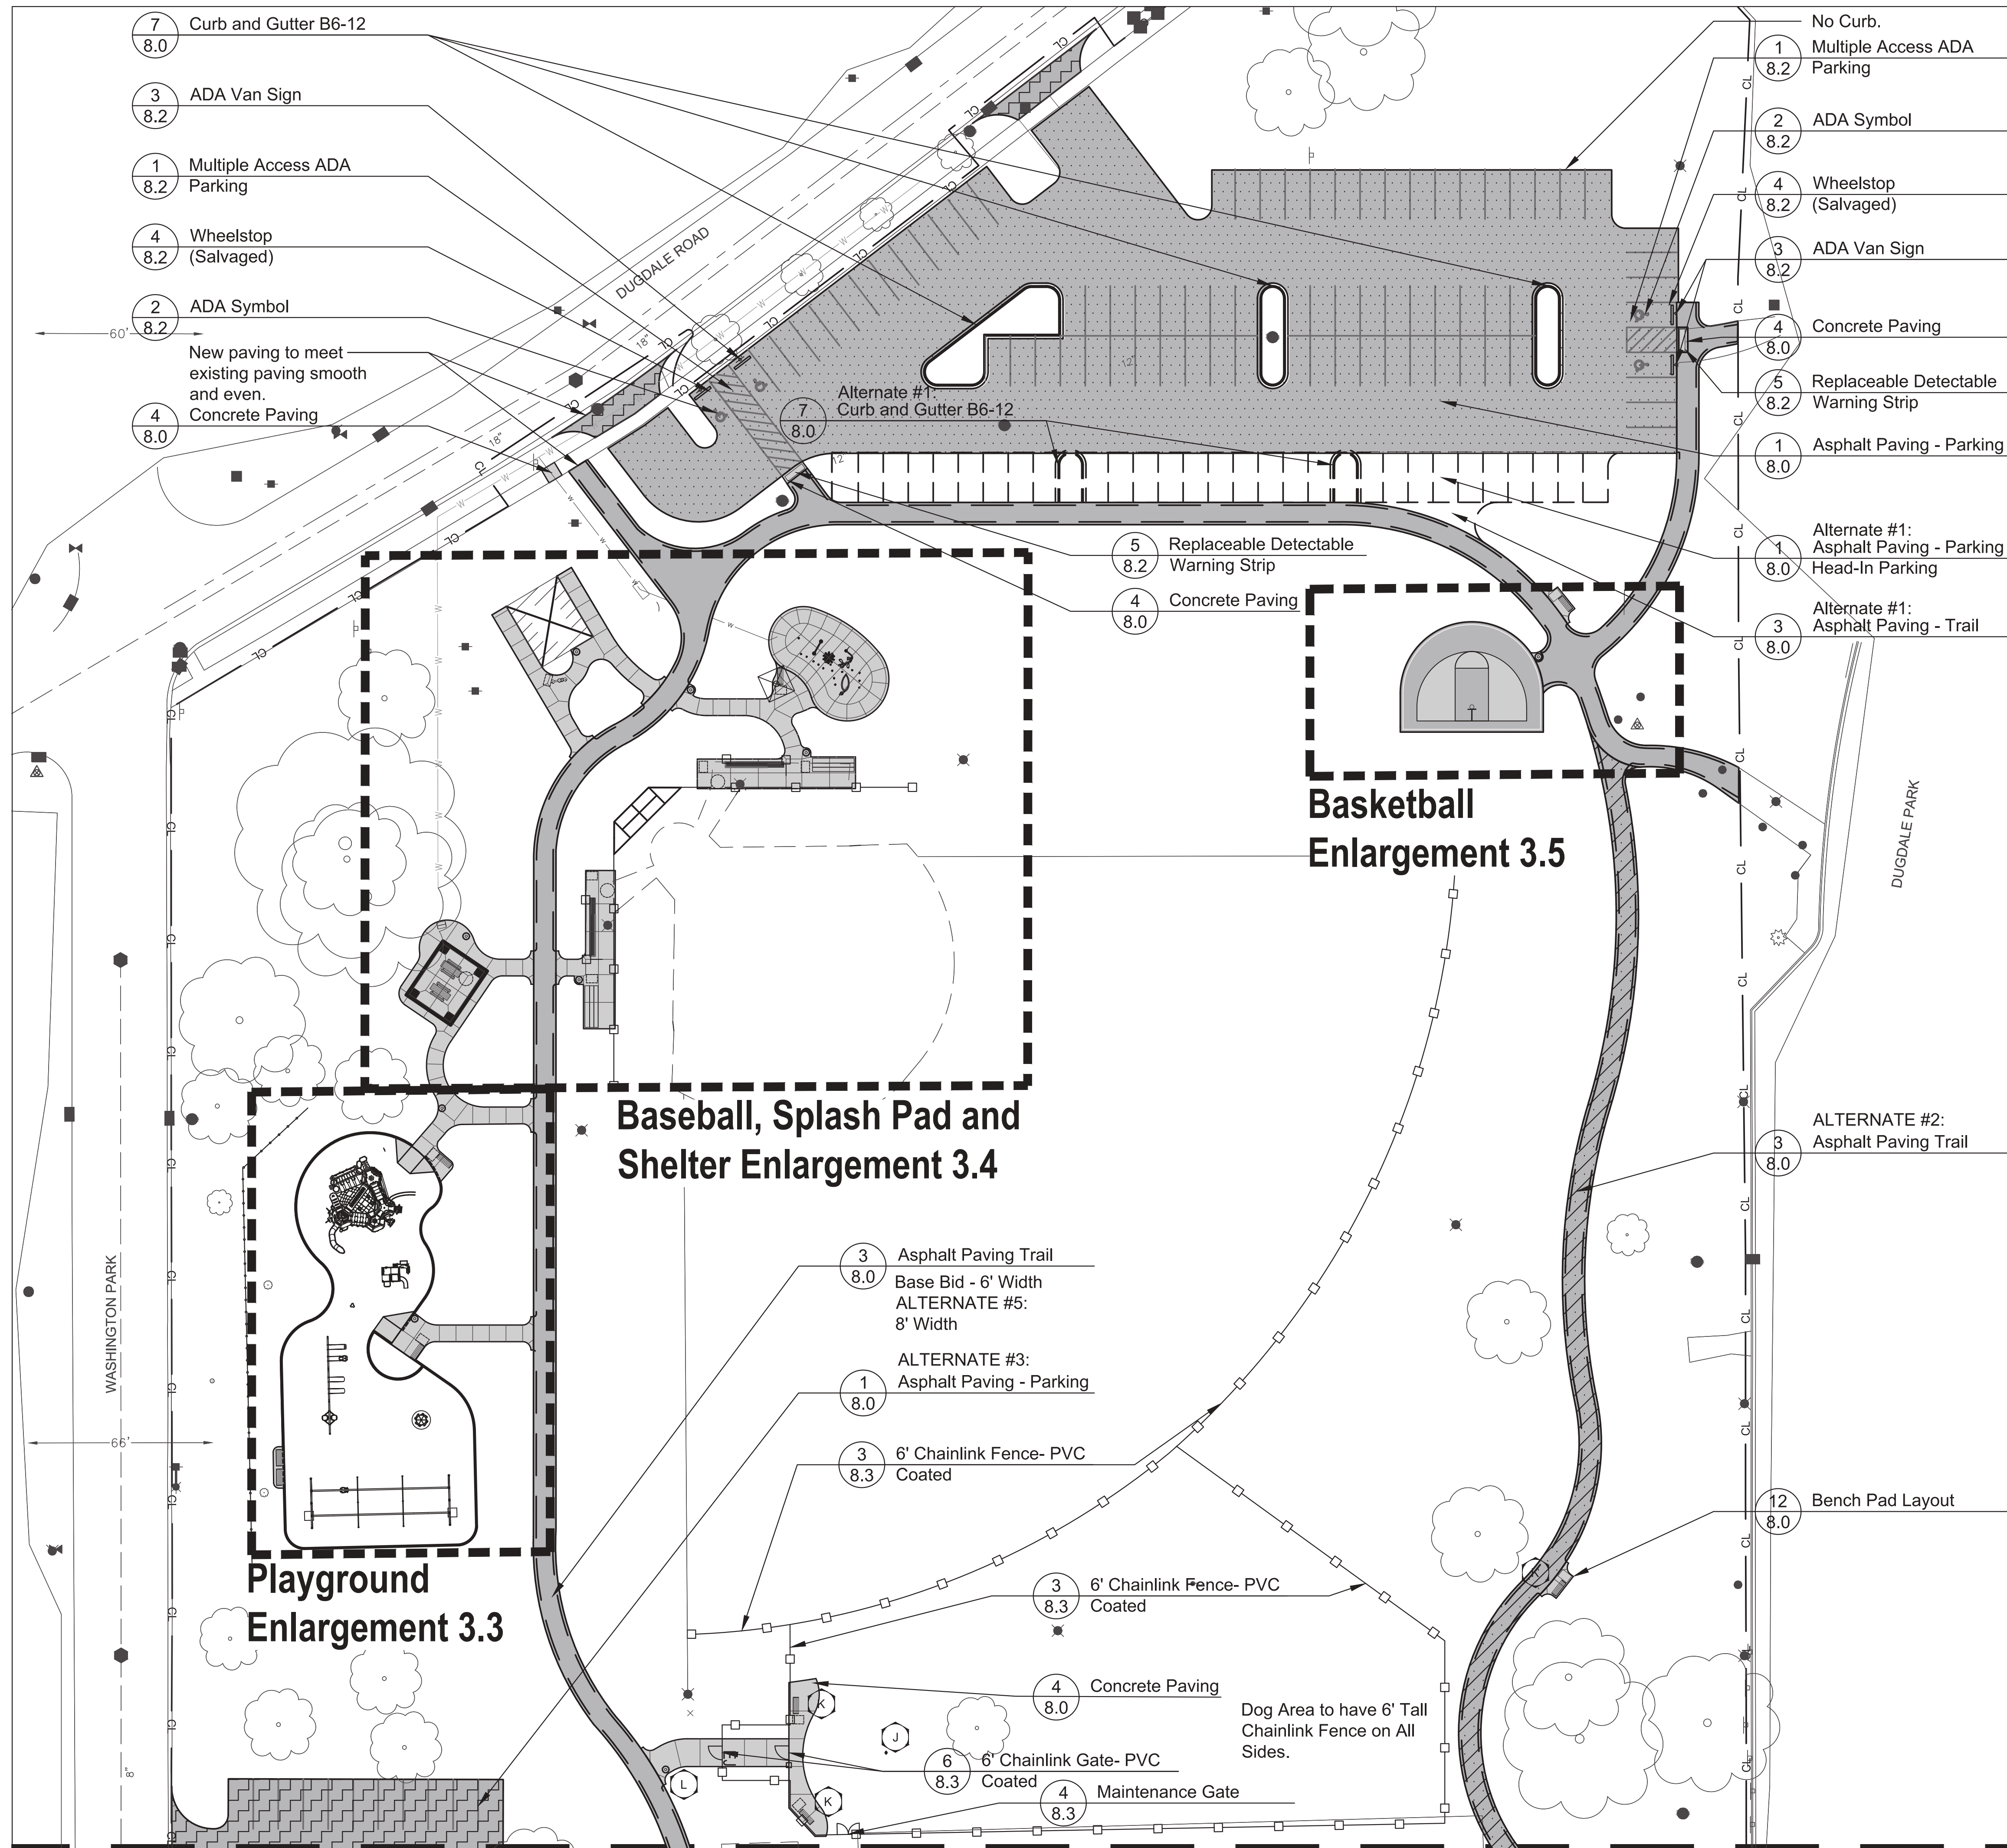 7
8.0
Curb and Gutter B6-12
3
8.2
ADA Van Sign
1
8.2
Multiple Access ADA
Parking
4
8.2
Wheelstop
(Salvaged)
2
8.2
ADA Symbol
60'
New paving to meet
existing paving smooth
and even.
4
8.0
Concrete Paving
DUGDALE ROAD
18"
18"
No Curb.
1
8.2
Multiple Access ADA
Parking
2
8.2
ADA Symbol
4
8.2
Wheelstop
(Salvaged)
3
8.2
ADA Van Sign
4
8.0
Concrete Paving
5
8.2
Replaceable Detectable
Warning Strip
1
8.0
Asphalt Paving - Parking
Alternate #1:
1
8.0
Asphalt Paving - Parking
Head-In Parking
Alternate #1:
3
8.0
Asphalt Paving - Trail
12"
Alternate #1:
7
8.0
Curb and Gutter B6-12
12"
5
8.2
Replaceable Detectable
Warning Strip
4
8.0
Concrete Paving
Basketball
Enlargement 3.5
DUGDALE PARK
Baseball, Splash Pad and
Shelter Enlargement 3.4
ALTERNATE #2:
3
8.0
Asphalt Paving Trail
3
8.0
Asphalt Paving Trail
Base Bid - 6' Width
ALTERNATE #5:
8' Width
ALTERNATE #3:
1
8.0
Asphalt Paving - Parking
3
8.3
6' Chainlink Fence- PVC
Coated
WASHINGTON PARK
66'
12
8.0
Bench Pad Layout
Playground
Enlargement 3.3
3
8.3
6' Chainlink Fence- PVC
Coated
K
4
8.0
Concrete Paving
Dog Area to have 6' Tall
Chainlink Fence on All
Sides.
K
J
6
8.3
6' Chainlink Gate- PVC
Coated
L
K
4
8.3
Maintenance Gate
8"